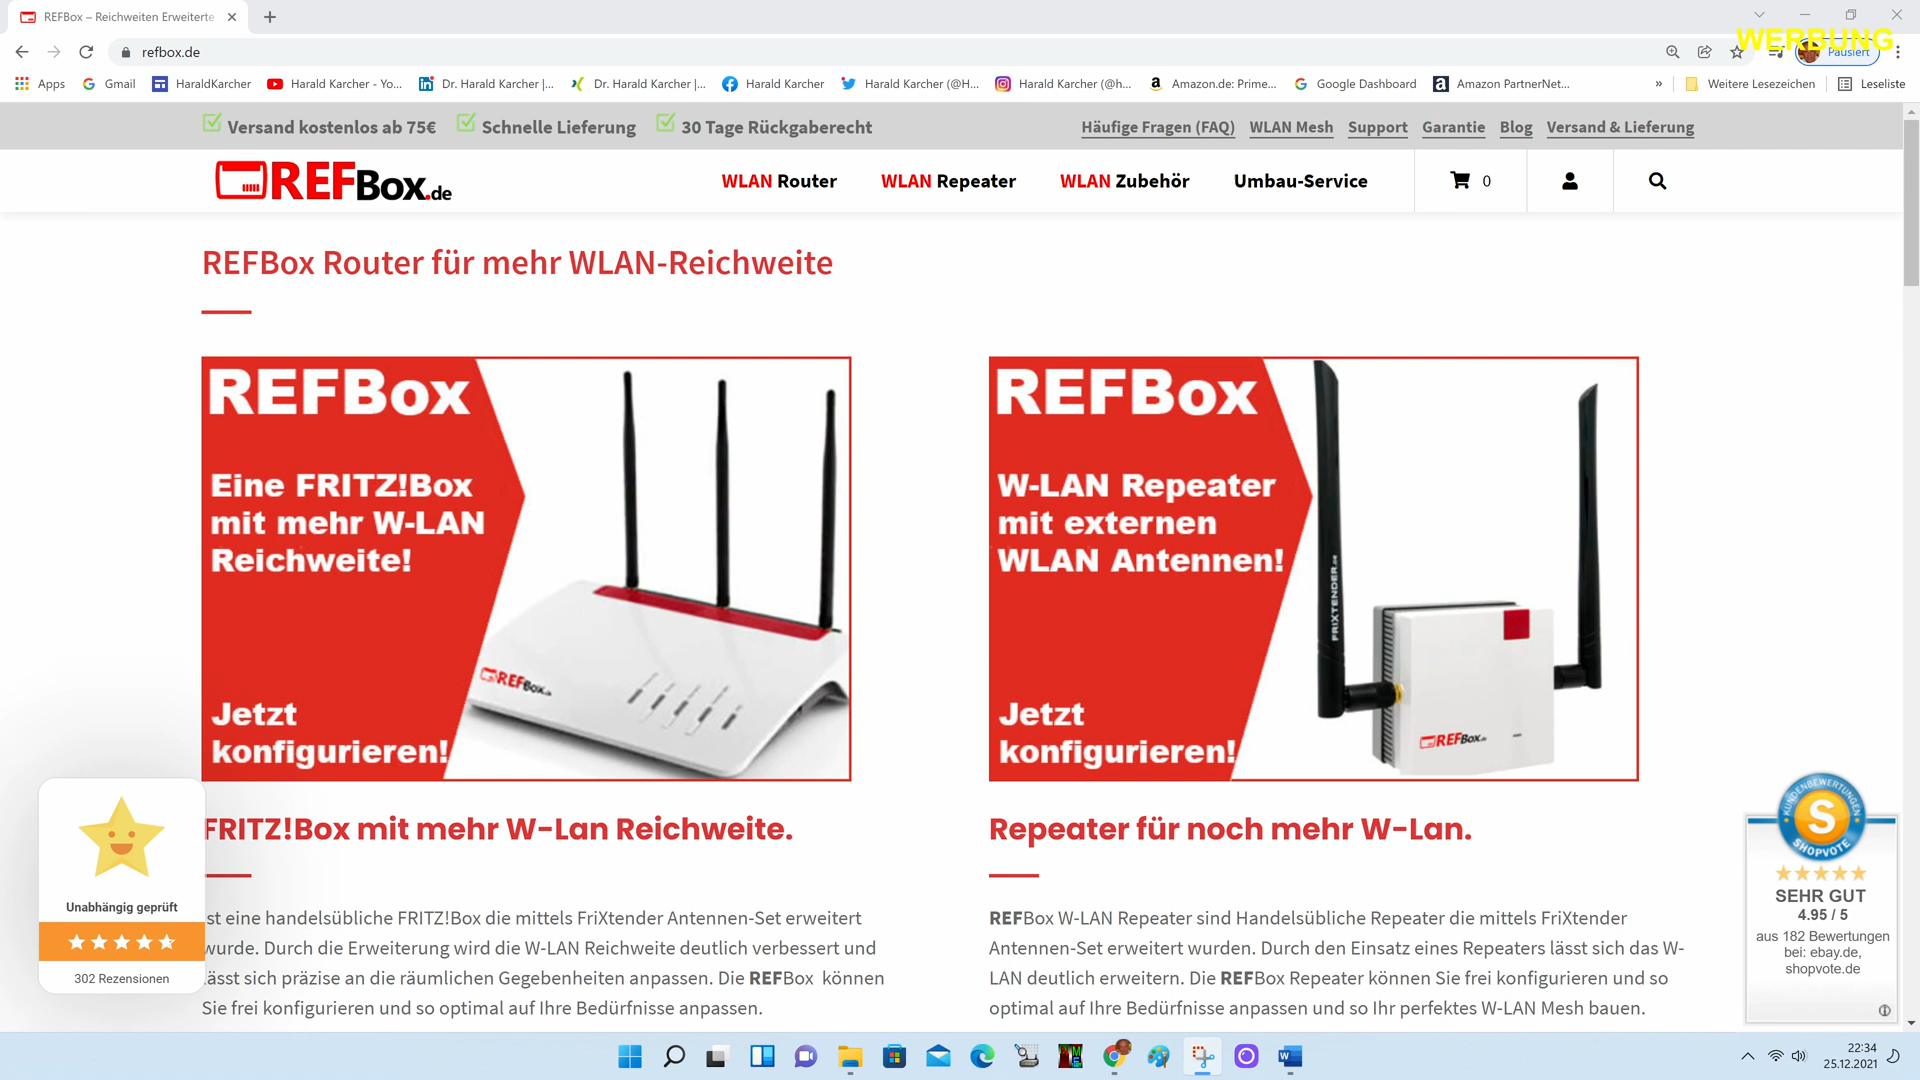 REFBox – Reichweiten Erweiterte
refbox.de
WERBUNG
Pausiert
Apps
Gmail
HaraldKarcher
Harald Karcher - Yo...
Dr. Harald Karcher |...
Dr. Harald Karcher |...
Harald Karcher
Harald Karcher (@H...
Harald Karcher (@h...
Amazon.de: Prime...
Google Dashboard
Amazon PartnerNet...
»
Weitere Lesezeichen
Leseliste
Versand kostenlos ab 75€
Schnelle Lieferung
30 Tage Rückgaberecht
Häufige Fragen (FAQ)
WLAN Mesh
Support
Garantie
Blog
Versand & Lieferung
REFBox.de
WLAN Router
WLAN Repeater
WLAN Zubehör
Umbau-Service
0
REFBox Router für mehr WLAN-Reichweite
REFBox
Eine FRITZ!Box
mit mehr W-LAN
Reichweite!
Jetzt
konfigurieren!
REFBox.de
REFBox
W-LAN Repeater
mit externen
WLAN Antennen!
Jetzt
konfigurieren!
FRIXTENDER.de
REFBox.de
FRITZ!Box mit mehr W-Lan Reichweite.
st eine handelsübliche FRITZ!Box die mittels FriXtender Antennen-Set erweitert
wurde. Durch die Erweiterung wird die W-LAN Reichweite deutlich verbessert und
lässt sich präzise an die räumlichen Gegebenheiten anpassen. Die REFBox können
Sie frei konfigurieren und so optimal auf Ihre Bedürfnisse anpassen.
Repeater für noch mehr W-Lan.
REFBox W-LAN Repeater sind Handelsübliche Repeater die mittels FriXtender
Antennen-Set erweitert wurden. Durch den Einsatz eines Repeaters lässt sich das W-
LAN deutlich erweitern. Die REFBox Repeater können Sie frei konfigurieren und so
optimal auf Ihre Bedürfnisse anpassen und so Ihr perfektes W-LAN Mesh bauen.
Unabhängig geprüft
302 Rezensionen
KUNDENBEWERTUNGEN
S
SHOPVOTE
SEHR GUT
4.95 / 5
aus 182 Bewertungen
bei: ebay.de,
shopvote.de
22:34
25.12.2021